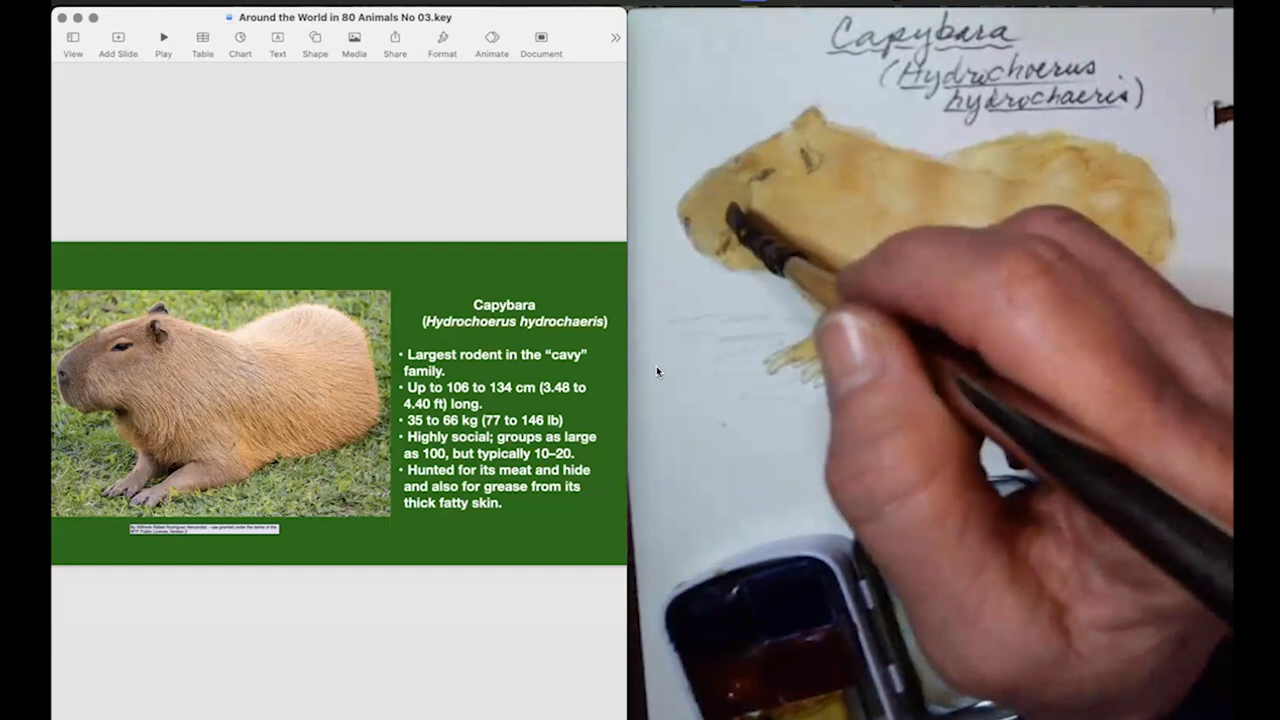 Around the World in 80 Animals No 03.key
View
Add Slide
Play
Table
Chart
Text
Shape
Media
Share
Format
Animate
Document
Capybara
(Hydrochoerus hydrochaeris)
• Largest rodent in the “cavy”
family.
• Up to 106 to 134 cm (3.48 to
4.40 ft) long.
• 35 to 66 kg (77 to 146 lb)
• Highly social; groups as large
as 100, but typically 10–20.
• Hunted for its meat and hide
and also for grease from its
thick fatty skin.
Capybara
(Hydrochoerus
hydrochaeris)